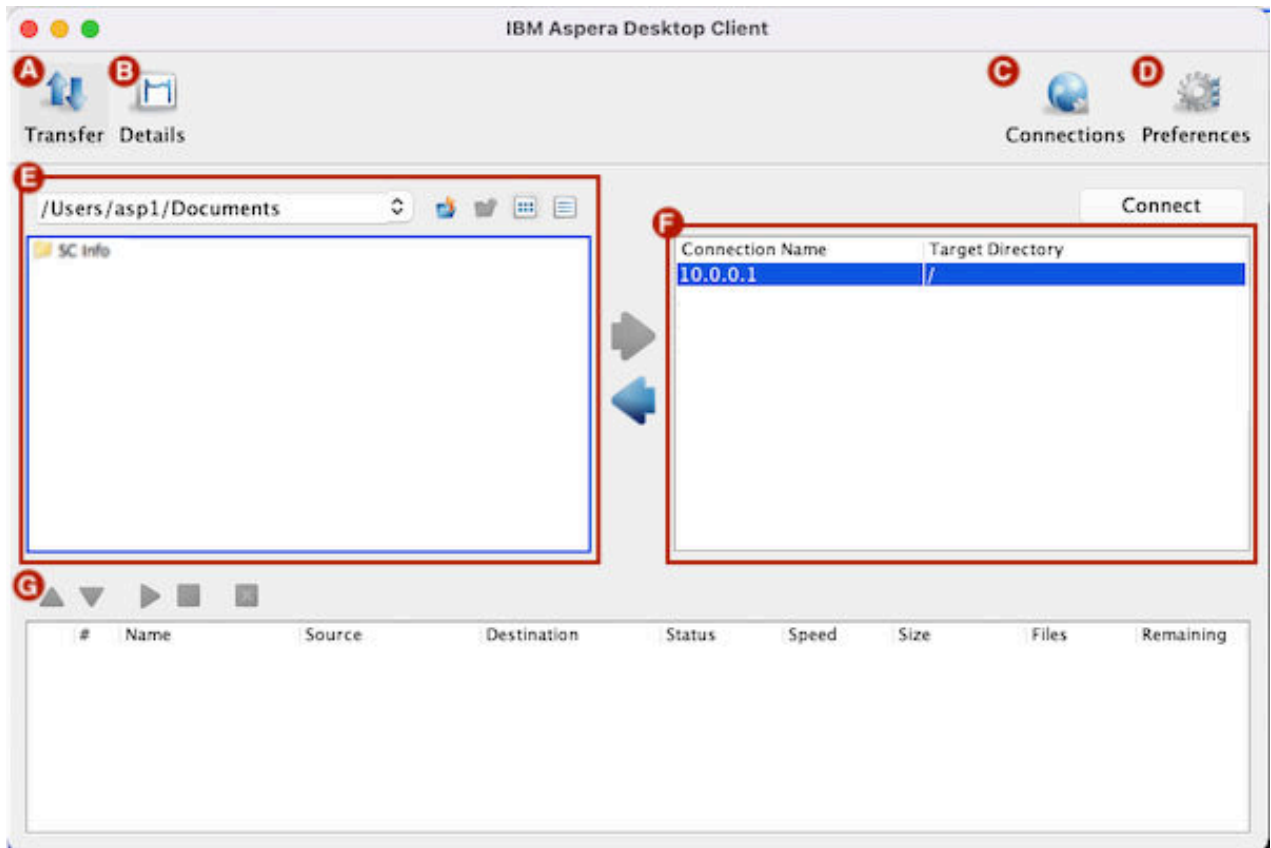 IBM Aspera Desktop Client
A B C D
Transfer Details Connections Preferences
E
/Users/asp1/Documents Connect
F
SC Info Connection Name Target Directory
10.0.0.1 /
G
# Name Source Destination Status Speed Size Files Remaining